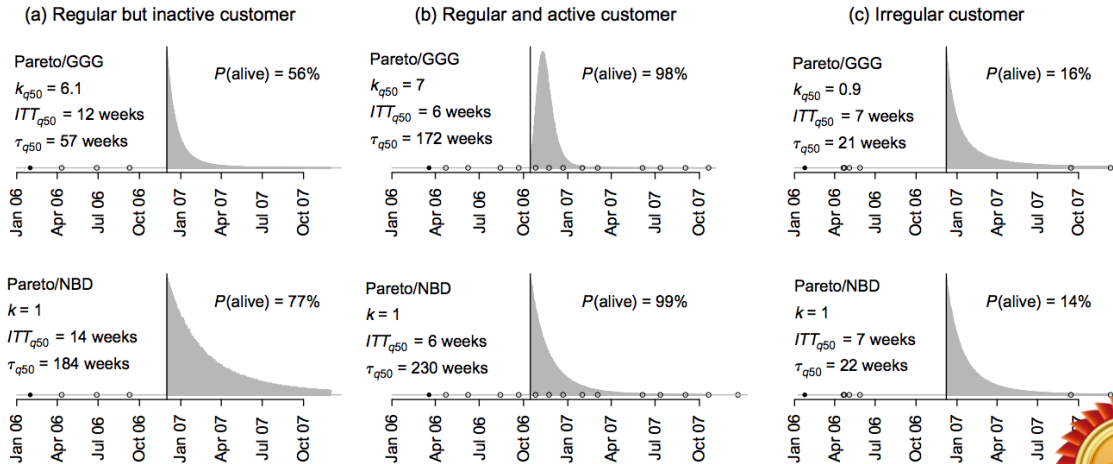 (a) Regular but inactive customer
Pareto/GGG
k_q50 = 6.1
ITT_q50 = 12 weeks
τ_q50 = 57 weeks
P(alive) = 56%
Jan 06
Apr 06
Jul 06
Oct 06
Jan 07
Apr 07
Jul 07
Oct 07
(b) Regular and active customer
Pareto/GGG
k_q50 = 7
ITT_q50 = 6 weeks
τ_q50 = 172 weeks
P(alive) = 98%
Jan 06
Apr 06
Jul 06
Oct 06
Jan 07
Apr 07
Jul 07
Oct 07
(c) Irregular customer
Pareto/GGG
k_q50 = 0.9
ITT_q50 = 7 weeks
τ_q50 = 21 weeks
P(alive) = 16%
Jan 06
Apr 06
Jul 06
Oct 06
Jan 07
Apr 07
Jul 07
Oct 07
Pareto/NBD
k = 1
ITT_q50 = 14 weeks
τ_q50 = 184 weeks
P(alive) = 77%
Jan 06
Apr 06
Jul 06
Oct 06
Jan 07
Apr 07
Jul 07
Oct 07
Pareto/NBD
k = 1
ITT_q50 = 6 weeks
τ_q50 = 230 weeks
P(alive) = 99%
Jan 06
Apr 06
Jul 06
Oct 06
Jan 07
Apr 07
Jul 07
Oct 07
Pareto/NBD
k = 1
ITT_q50 = 7 weeks
τ_q50 = 22 weeks
P(alive) = 14%
Jan 06
Apr 06
Jul 06
Oct 06
Jan 07
Apr 07
Jul 07